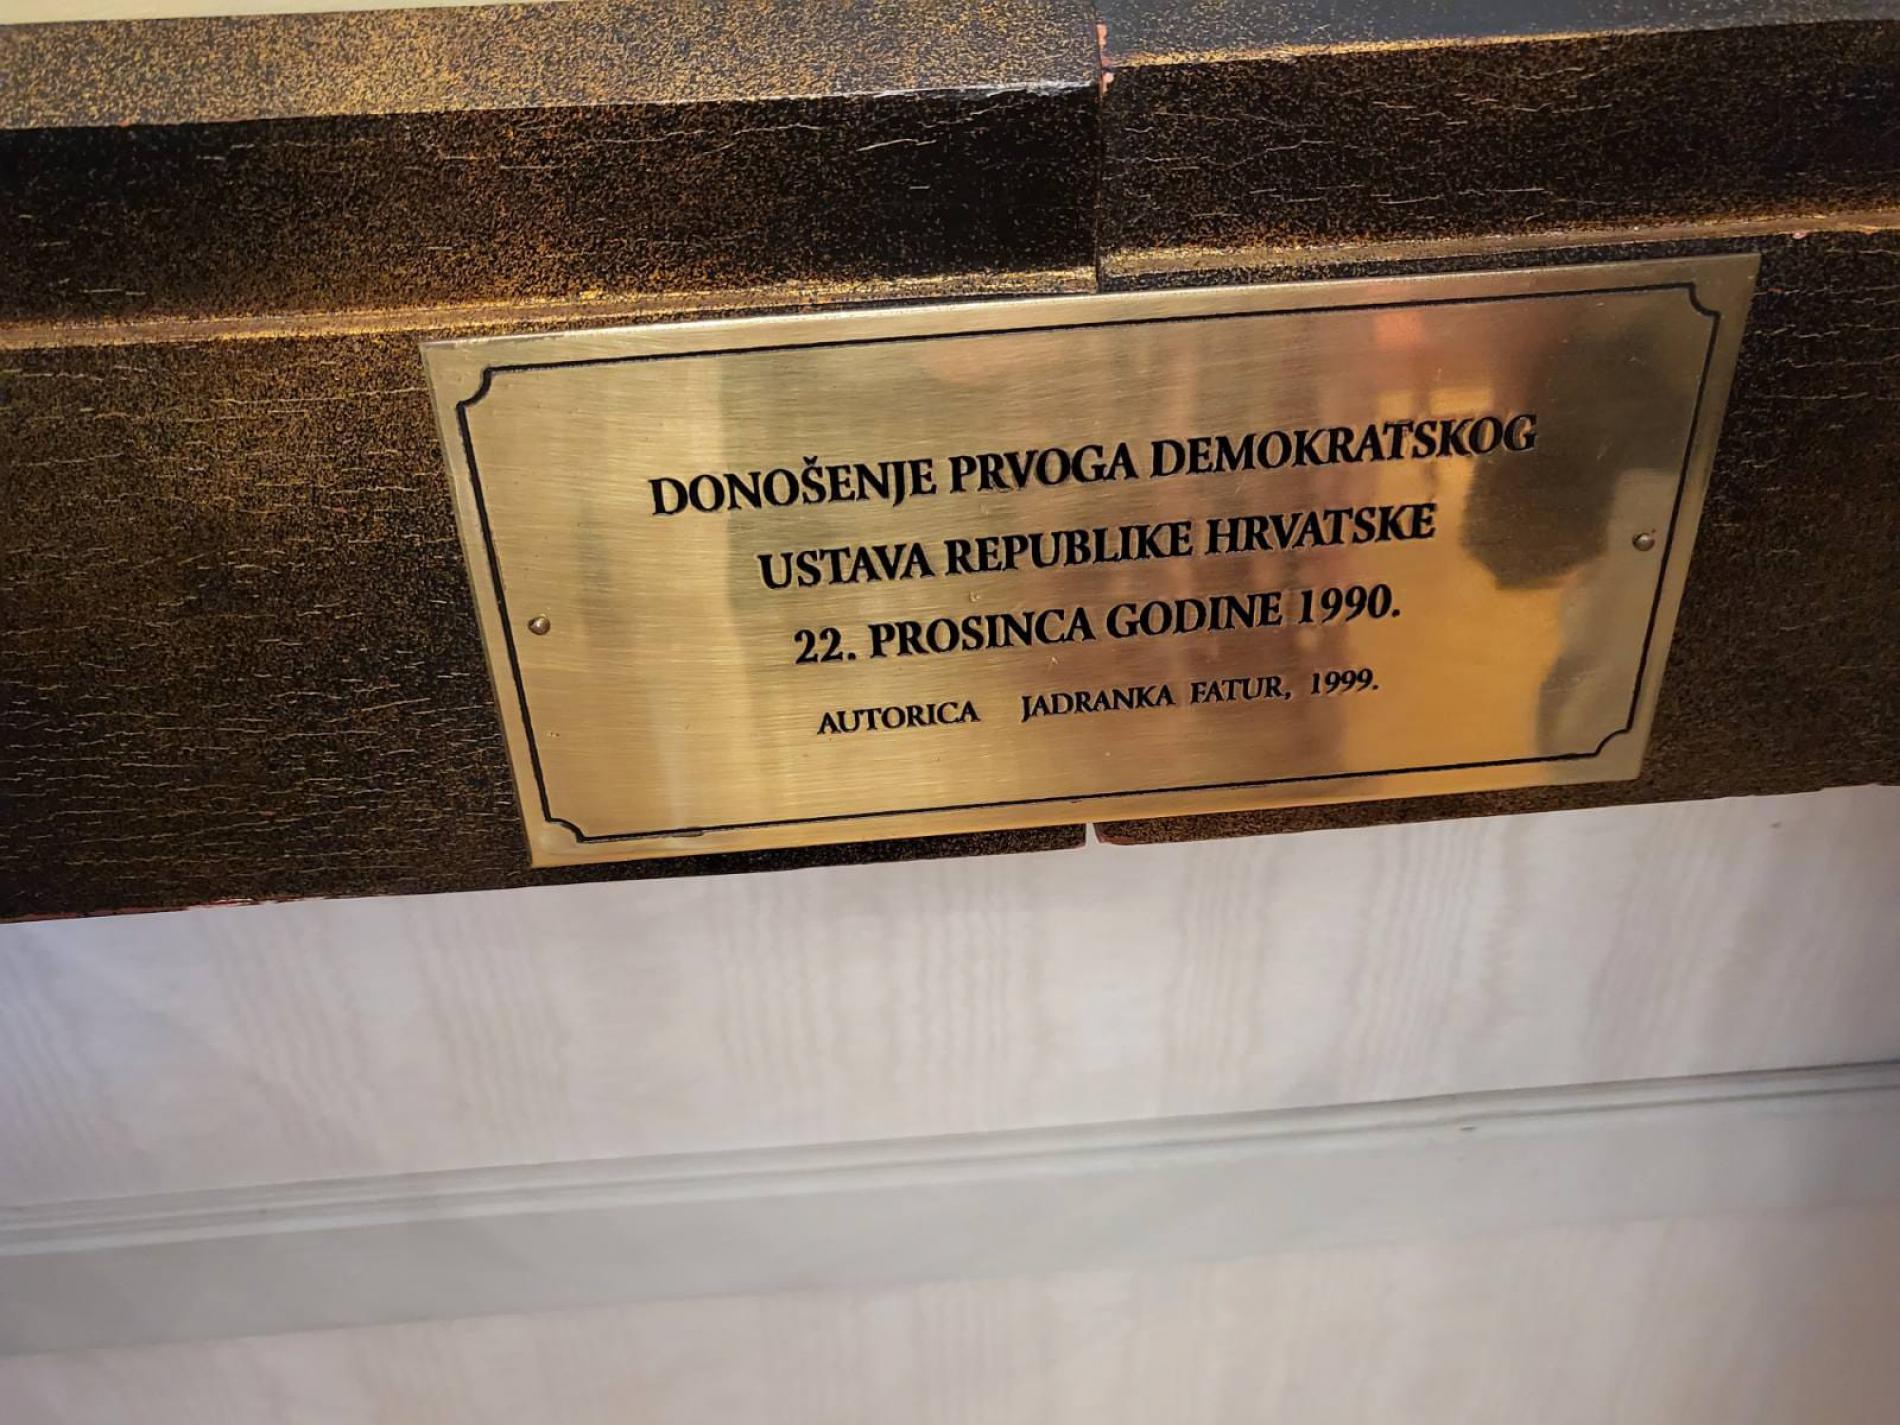 DONOŠENJE PRVOGA DEMOKRATSKOG
USTAVA REPUBLIKE HRVATSKE
22. PROSINCA GODINE 1990.
AUTORICA JADRANKA FATUR, 1999.